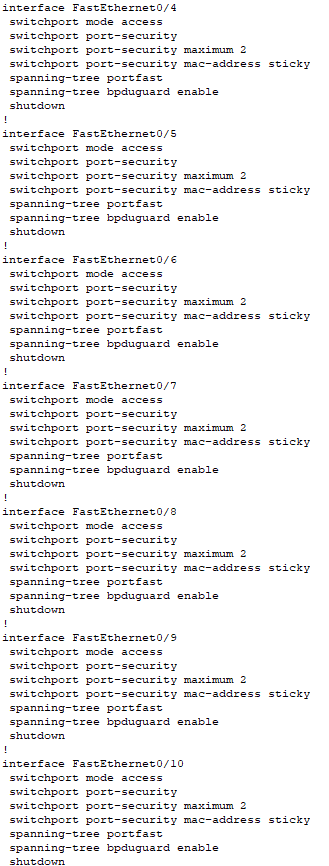 interface FastEthernet0/4
 switchport mode access
 switchport port-security
 switchport port-security maximum 2
 switchport port-security mac-address sticky
 spanning-tree portfast
 spanning-tree bpduguard enable
 shutdown
!
interface FastEthernet0/5
 switchport mode access
 switchport port-security
 switchport port-security maximum 2
 switchport port-security mac-address sticky
 spanning-tree portfast
 spanning-tree bpduguard enable
 shutdown
!
interface FastEthernet0/6
 switchport mode access
 switchport port-security
 switchport port-security maximum 2
 switchport port-security mac-address sticky
 spanning-tree portfast
 spanning-tree bpduguard enable
 shutdown
!
interface FastEthernet0/7
 switchport mode access
 switchport port-security
 switchport port-security maximum 2
 switchport port-security mac-address sticky
 spanning-tree portfast
 spanning-tree bpduguard enable
 shutdown
!
interface FastEthernet0/8
 switchport mode access
 switchport port-security
 switchport port-security maximum 2
 switchport port-security mac-address sticky
 spanning-tree portfast
 spanning-tree bpduguard enable
 shutdown
!
interface FastEthernet0/9
 switchport mode access
 switchport port-security
 switchport port-security maximum 2
 switchport port-security mac-address sticky
 spanning-tree portfast
 spanning-tree bpduguard enable
 shutdown
!
interface FastEthernet0/10
 switchport mode access
 switchport port-security
 switchport port-security maximum 2
 switchport port-security mac-address sticky
 spanning-tree portfast
 spanning-tree bpduguard enable
 shutdown